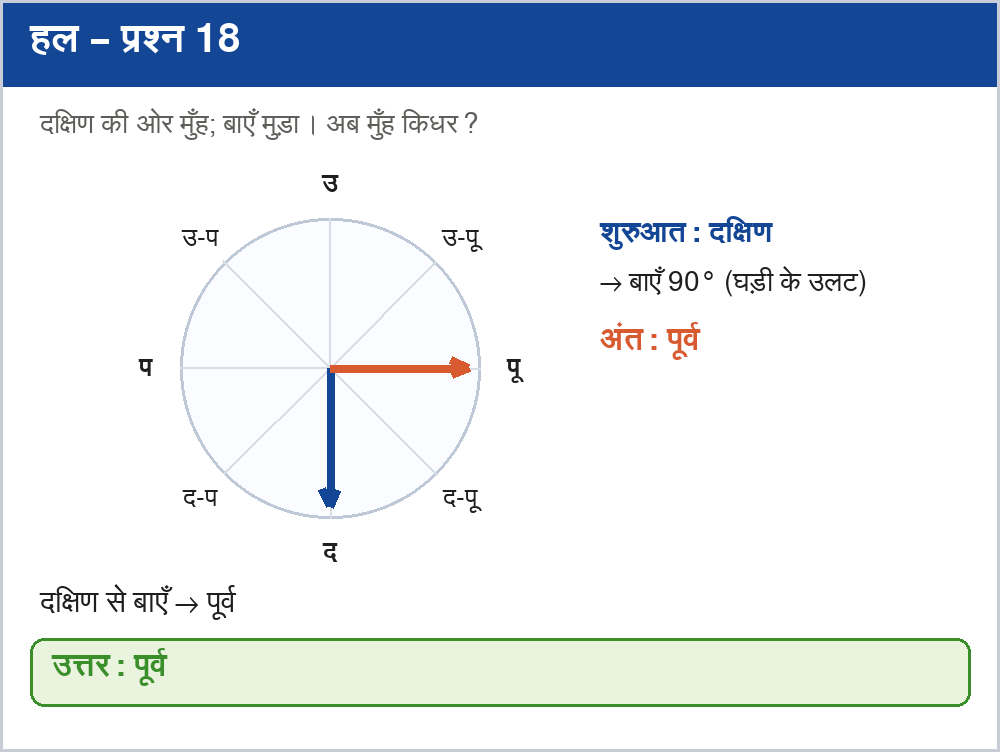 हल – प्रश्न 18
दक्षिण की ओर मुँह; बाएँ मुड़ा । अब मुँह किधर ?
उ
उ-प
उ-पू
शुरुआत : दक्षिण
→ बाएँ 90° (घड़ी के उलट)
अंत : पूर्व
प
पू
द-प
द-पू
द
दक्षिण से बाएँ → पूर्व
उत्तर : पूर्व